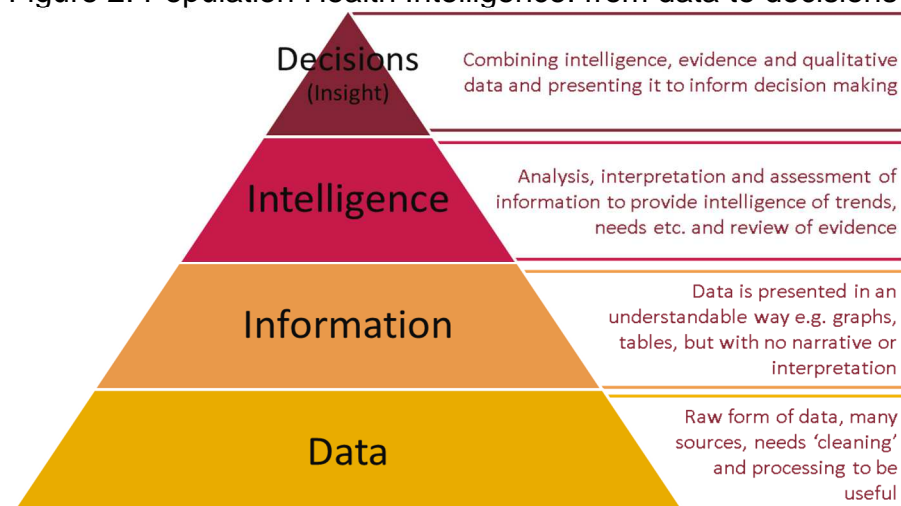 Figure 2: Population Health Intelligence: from data to decisions
Decisions
(Insight)
Combining intelligence, evidence and qualitative
data and presenting it to inform decision making
Intelligence
Analysis, interpretation and assessment of
information to provide intelligence of trends,
needs etc. and review of evidence
Information
Data is presented in an
understandable way e.g. graphs,
tables, but with no narrative or
interpretation
Data
Raw form of data, many
sources, needs ‘cleaning’
and processing to be
useful